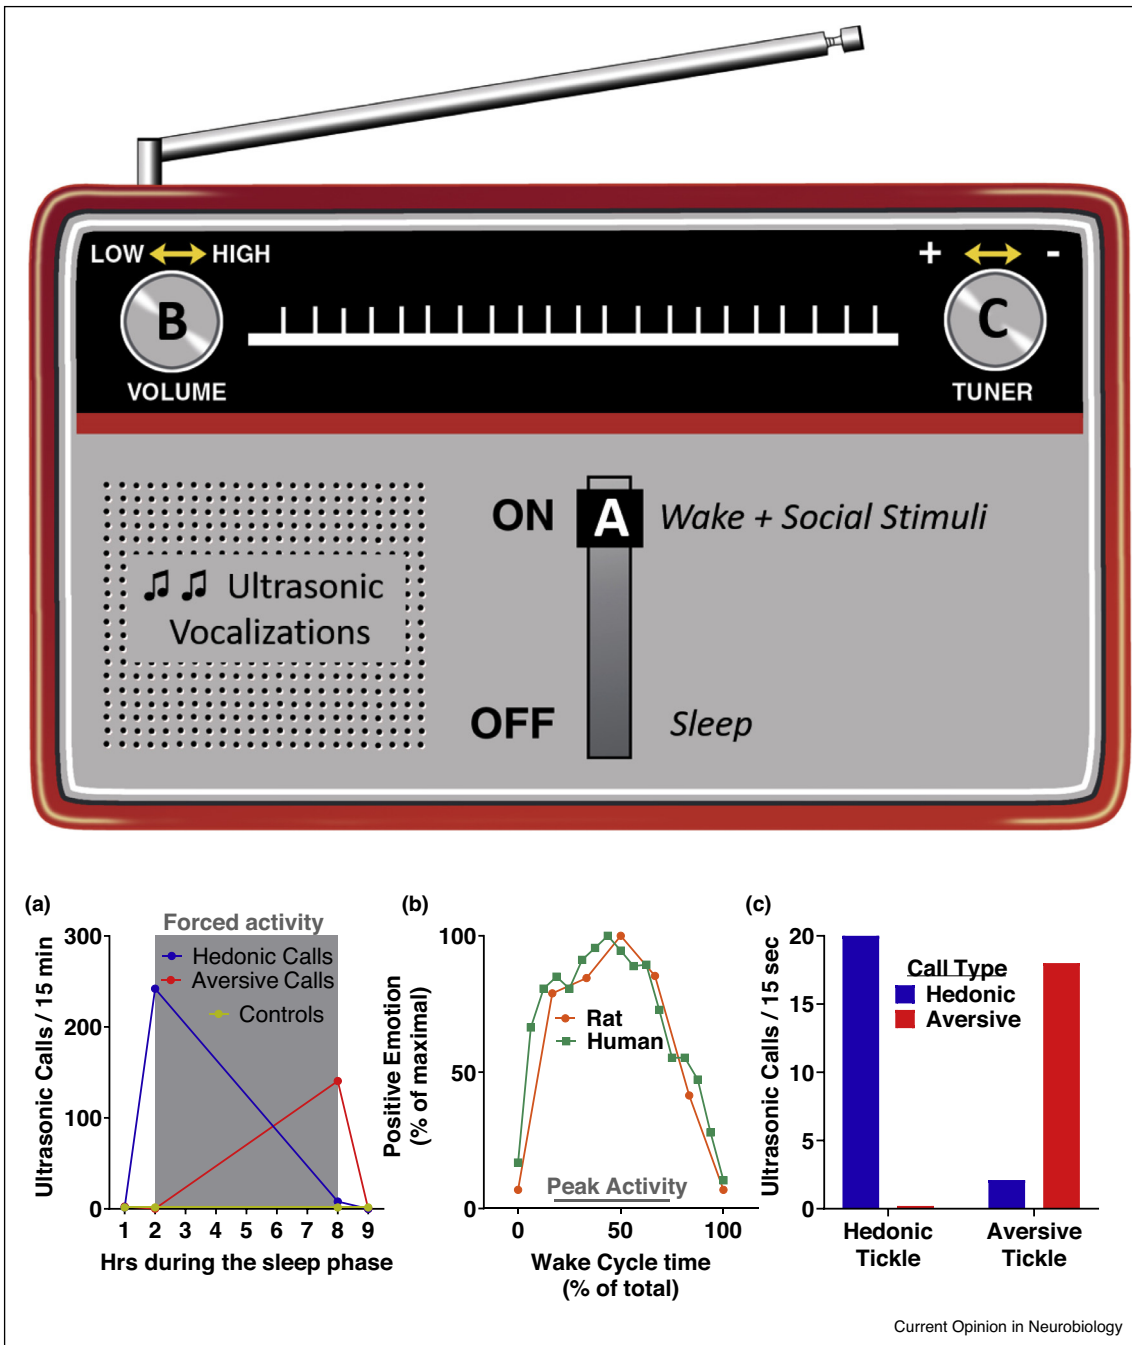 LOW HIGH
+ -
B
C
VOLUME
TUNER
ON A Wake + Social Stimuli
Ultrasonic
Vocalizations
OFF Sleep
(a)
Forced activity
Ultrasonic Calls / 15 min
300
200
100
0
Hedonic Calls
Aversive Calls
Controls
1 2 3 4 5 6 7 8 9
Hrs during the sleep phase
(b)
Positive Emotion
(% of maximal)
100
50
0
Rat
Human
Peak Activity
0 50 100
Wake Cycle time
(% of total)
(c)
Ultrasonic Calls / 15 sec
20
15
10
5
0
Call Type
Hedonic
Aversive
Hedonic
Tickle
Aversive
Tickle
Current Opinion in Neurobiology